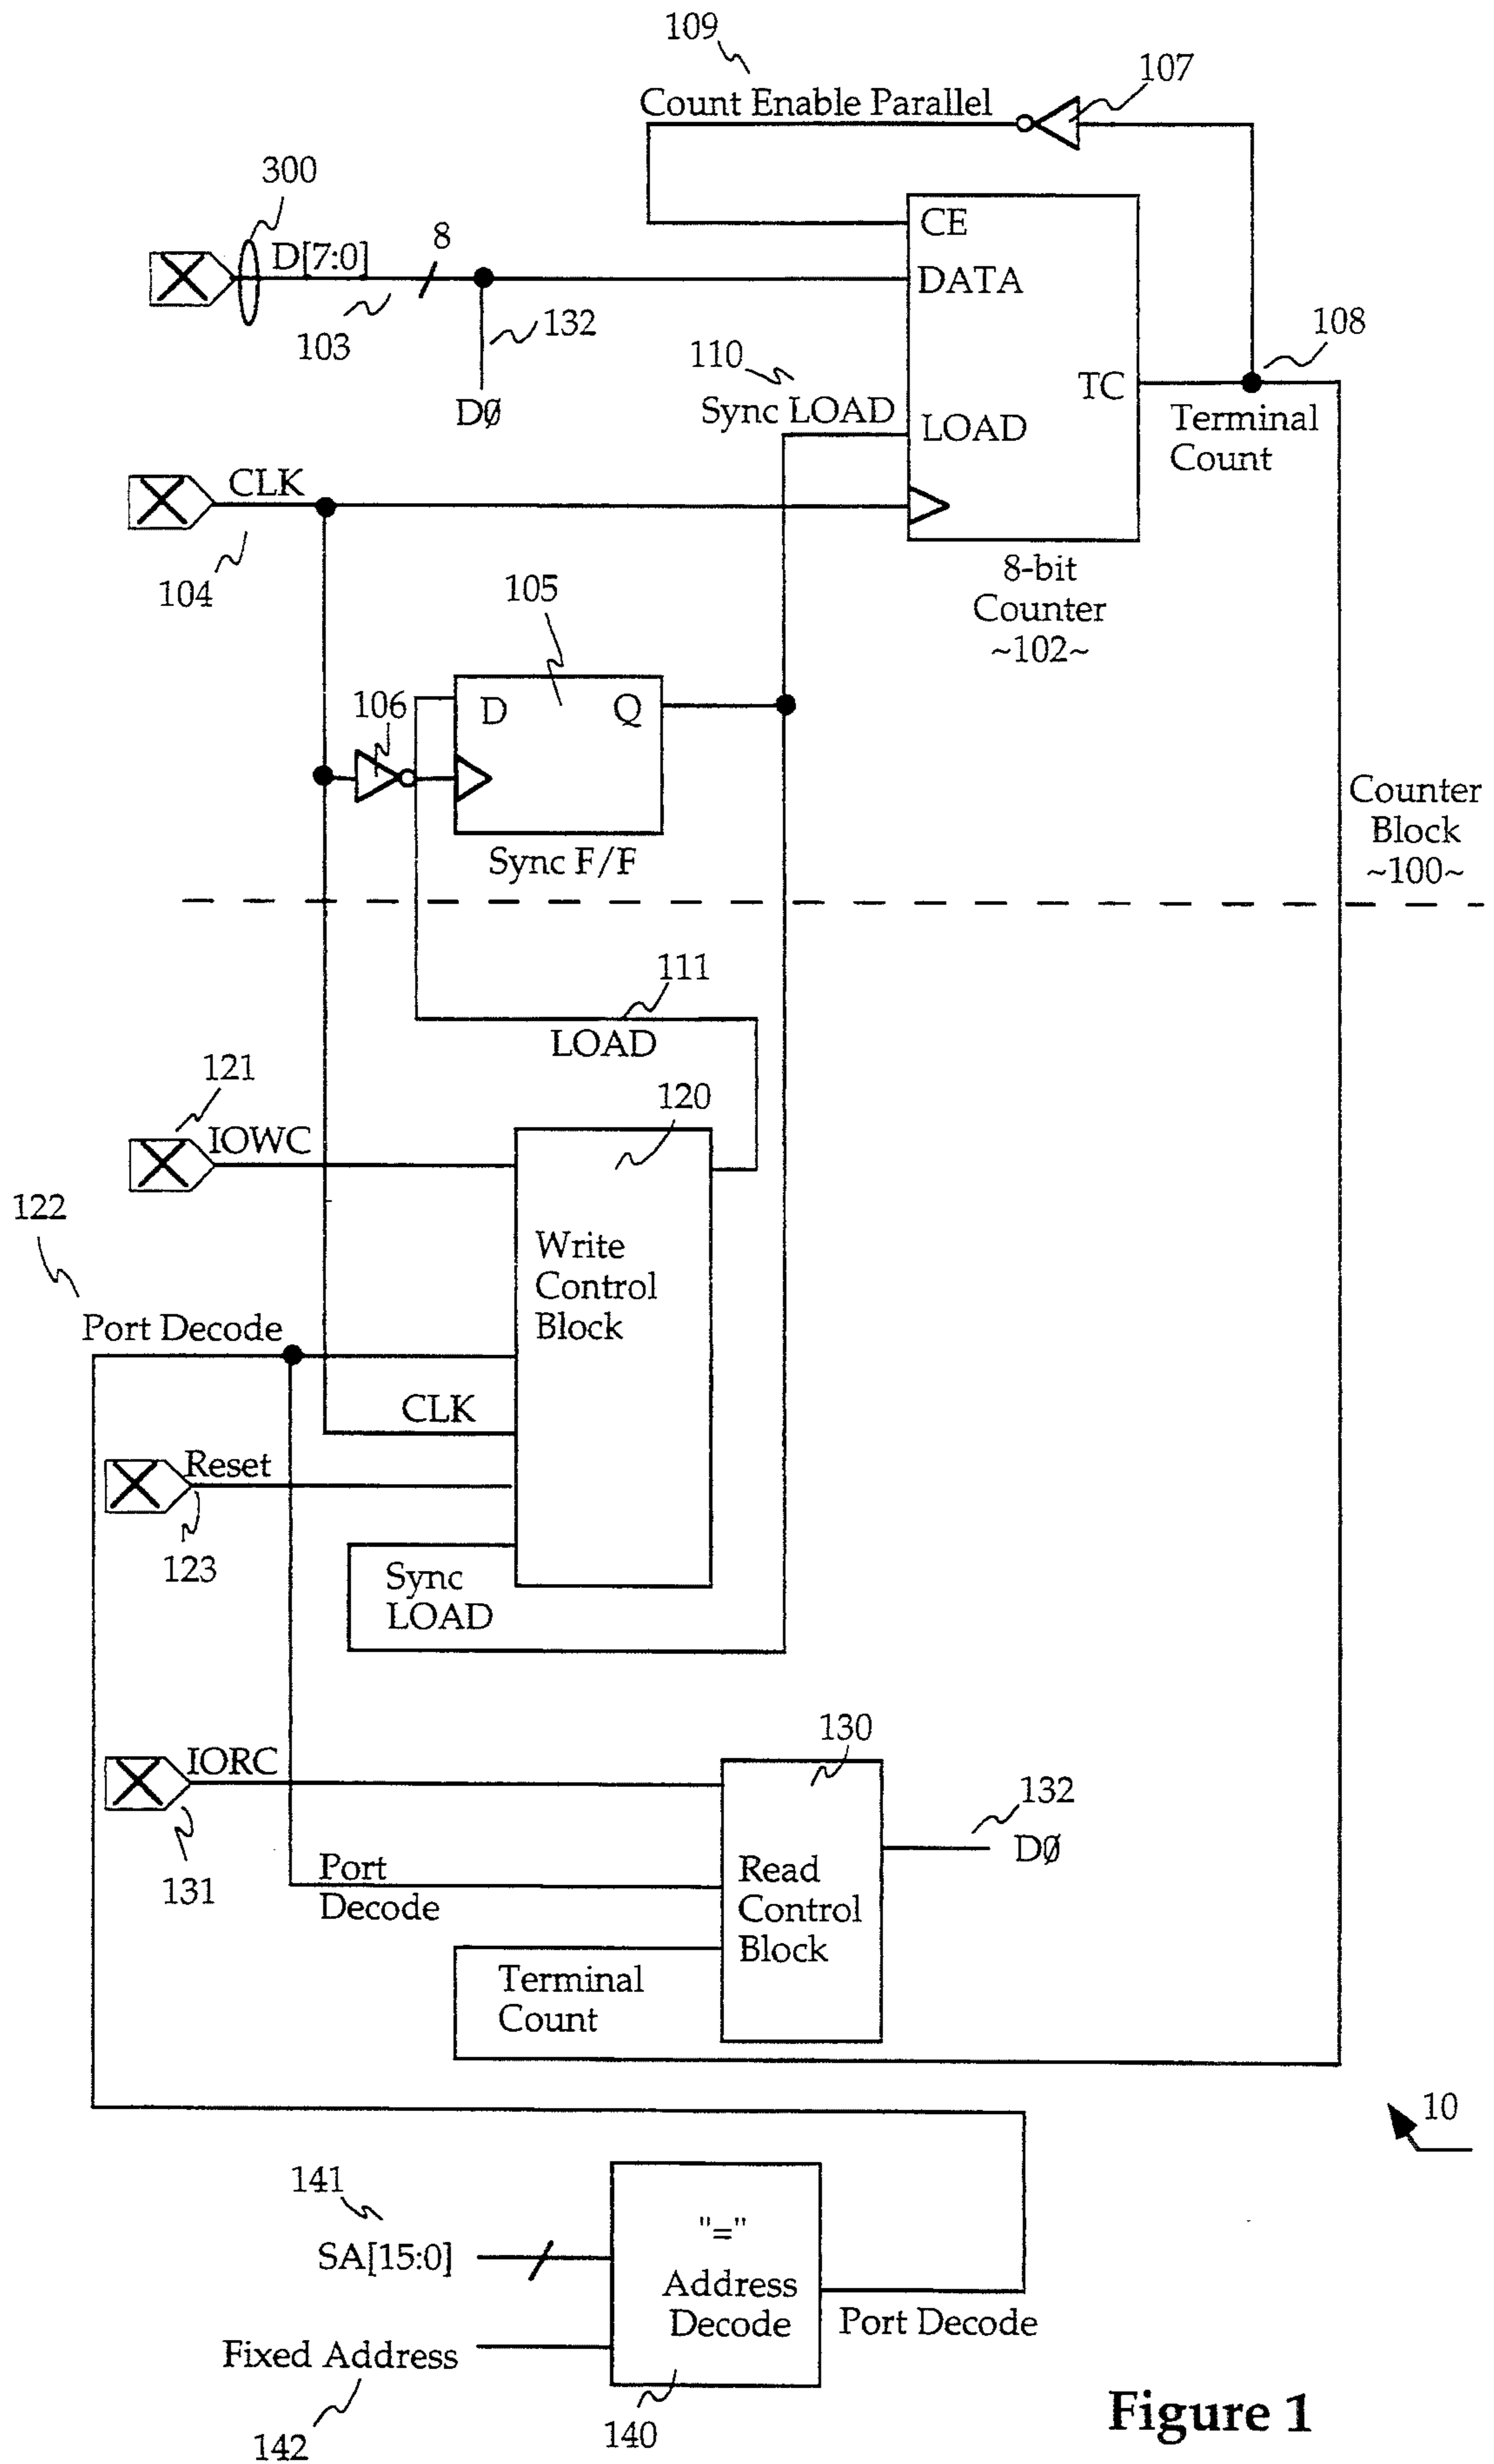 109
107
Count Enable Parallel
300
8
D[7:0]
CE
DATA
103
132
110
108
DØ
Sync LOAD
LOAD
TC
Terminal
Count
CLK
104
105
8-bit
Counter
~102~
106
D
Q
Sync F/F
Counter
Block
~100~
111
LOAD
121
120
IOWC
122
Write
Control
Block
Port Decode
CLK
Reset
123
Sync
LOAD
130
IORC
132
DØ
131
Port
Decode
Read
Control
Block
Terminal
Count
10
141
"="
SA[15:0]
Address
Decode
Port Decode
Fixed Address
142
140
Figure 1